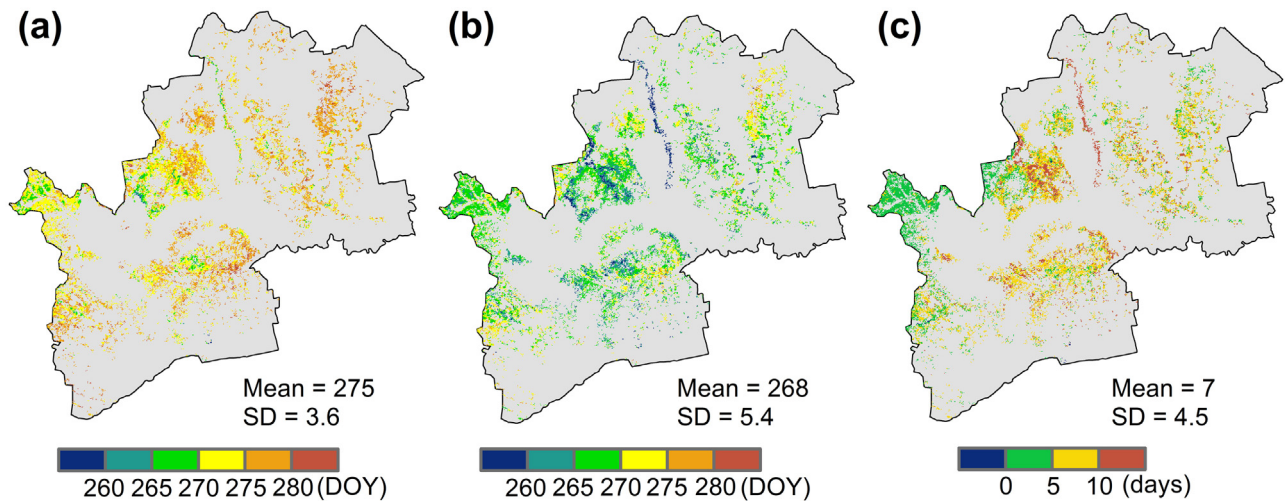 (a) (b) (c)
Mean = 275 Mean = 268 Mean = 7
SD = 3.6 SD = 5.4 SD = 4.5
260 265 270 275 280 (DOY) 260 265 270 275 280 (DOY) 0 5 10 (days)